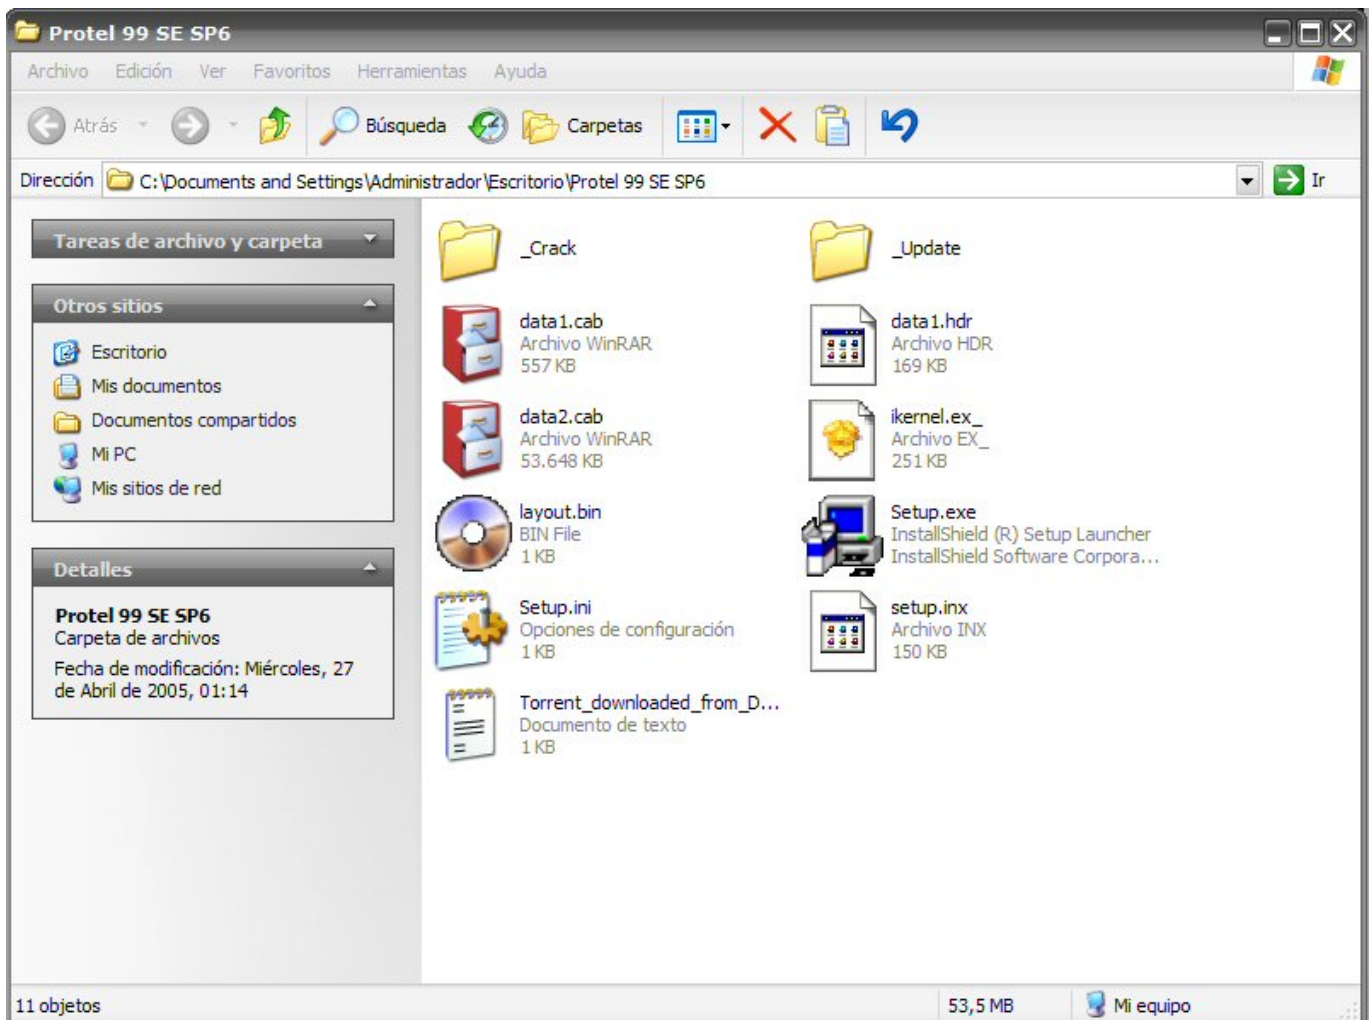 Protel 99 SE SP6
Archivo Edición Ver Favoritos Herramientas Ayuda
Atrás Búsqueda Carpetas
Dirección C:\Documents and Settings\Administrador\Escritorio\Protel 99 SE SP6 Ir
Tareas de archivo y carpeta
Otros sitios
Escritorio
Mis documentos
Documentos compartidos
Mi PC
Mis sitios de red
Detalles
Protel 99 SE SP6
Carpeta de archivos
Fecha de modificación: Miércoles, 27
de Abril de 2005, 01:14
_Crack
_Update
data1.cab
Archivo WinRAR
557 KB
data1.hdr
Archivo HDR
169 KB
data2.cab
Archivo WinRAR
53.648 KB
ikernel.ex_
Archivo EX_
251 KB
layout.bin
BIN File
1 KB
Setup.exe
InstallShield (R) Setup Launcher
InstallShield Software Corpora...
Setup.ini
Opciones de configuración
1 KB
setup.inx
Archivo INX
150 KB
Torrent_downloaded_from_D...
Documento de texto
1 KB
11 objetos 53,5 MB Mi equipo